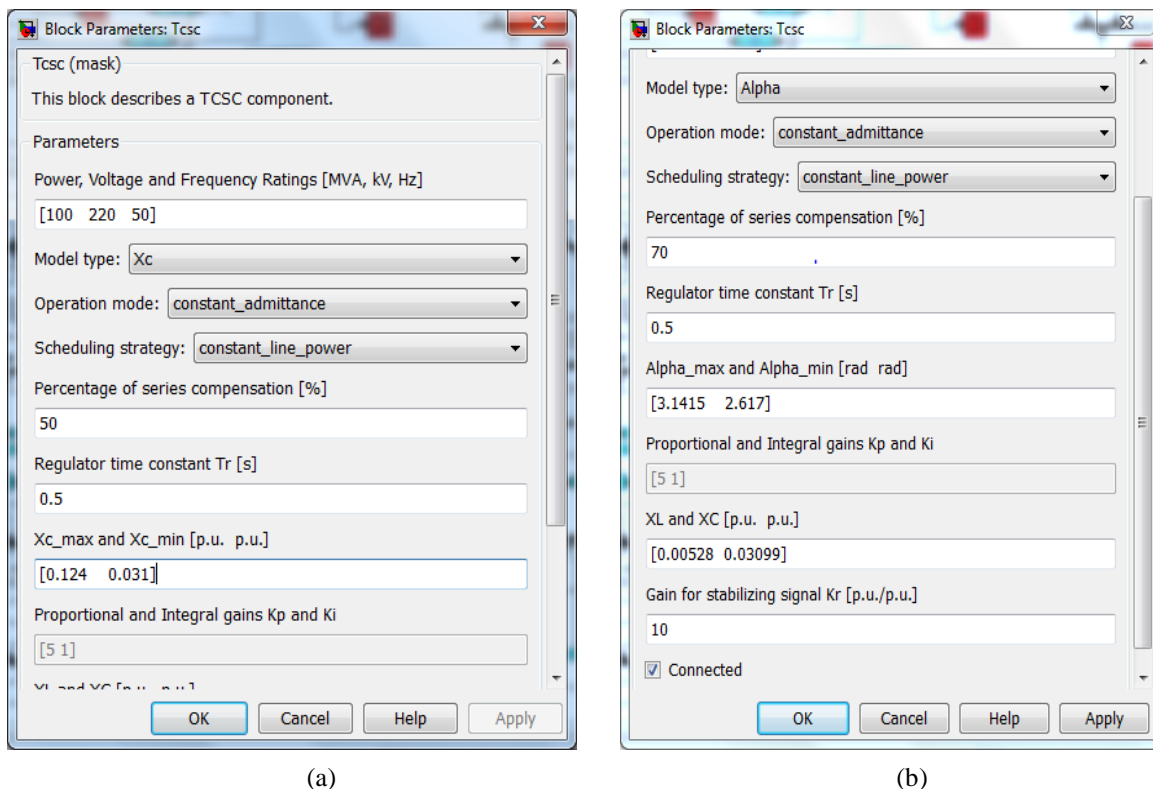 Block Parameters: Tcsc
Tcsc (mask)
This block describes a TCSC component.
Parameters
Power, Voltage and Frequency Ratings [MVA, kV, Hz]
[100 220 50]
Model type: Xc
Operation mode: constant_admittance
Scheduling strategy: constant_line_power
Percentage of series compensation [%]
50
Regulator time constant Tr [s]
0.5
Xc_max and Xc_min [p.u. p.u.]
[0.124 0.031]
Proportional and Integral gains Kp and Ki
[5 1]
XL and XC [p.u. p.u.]
OK Cancel Help Apply
(a)
Block Parameters: Tcsc
Model type: Alpha
Operation mode: constant_admittance
Scheduling strategy: constant_line_power
Percentage of series compensation [%]
70
Regulator time constant Tr [s]
0.5
Alpha_max and Alpha_min [rad rad]
[3.1415 2.617]
Proportional and Integral gains Kp and Ki
[5 1]
XL and XC [p.u. p.u.]
[0.00528 0.03099]
Gain for stabilizing signal Kr [p.u./p.u.]
10
Connected
OK Cancel Help Apply
(b)